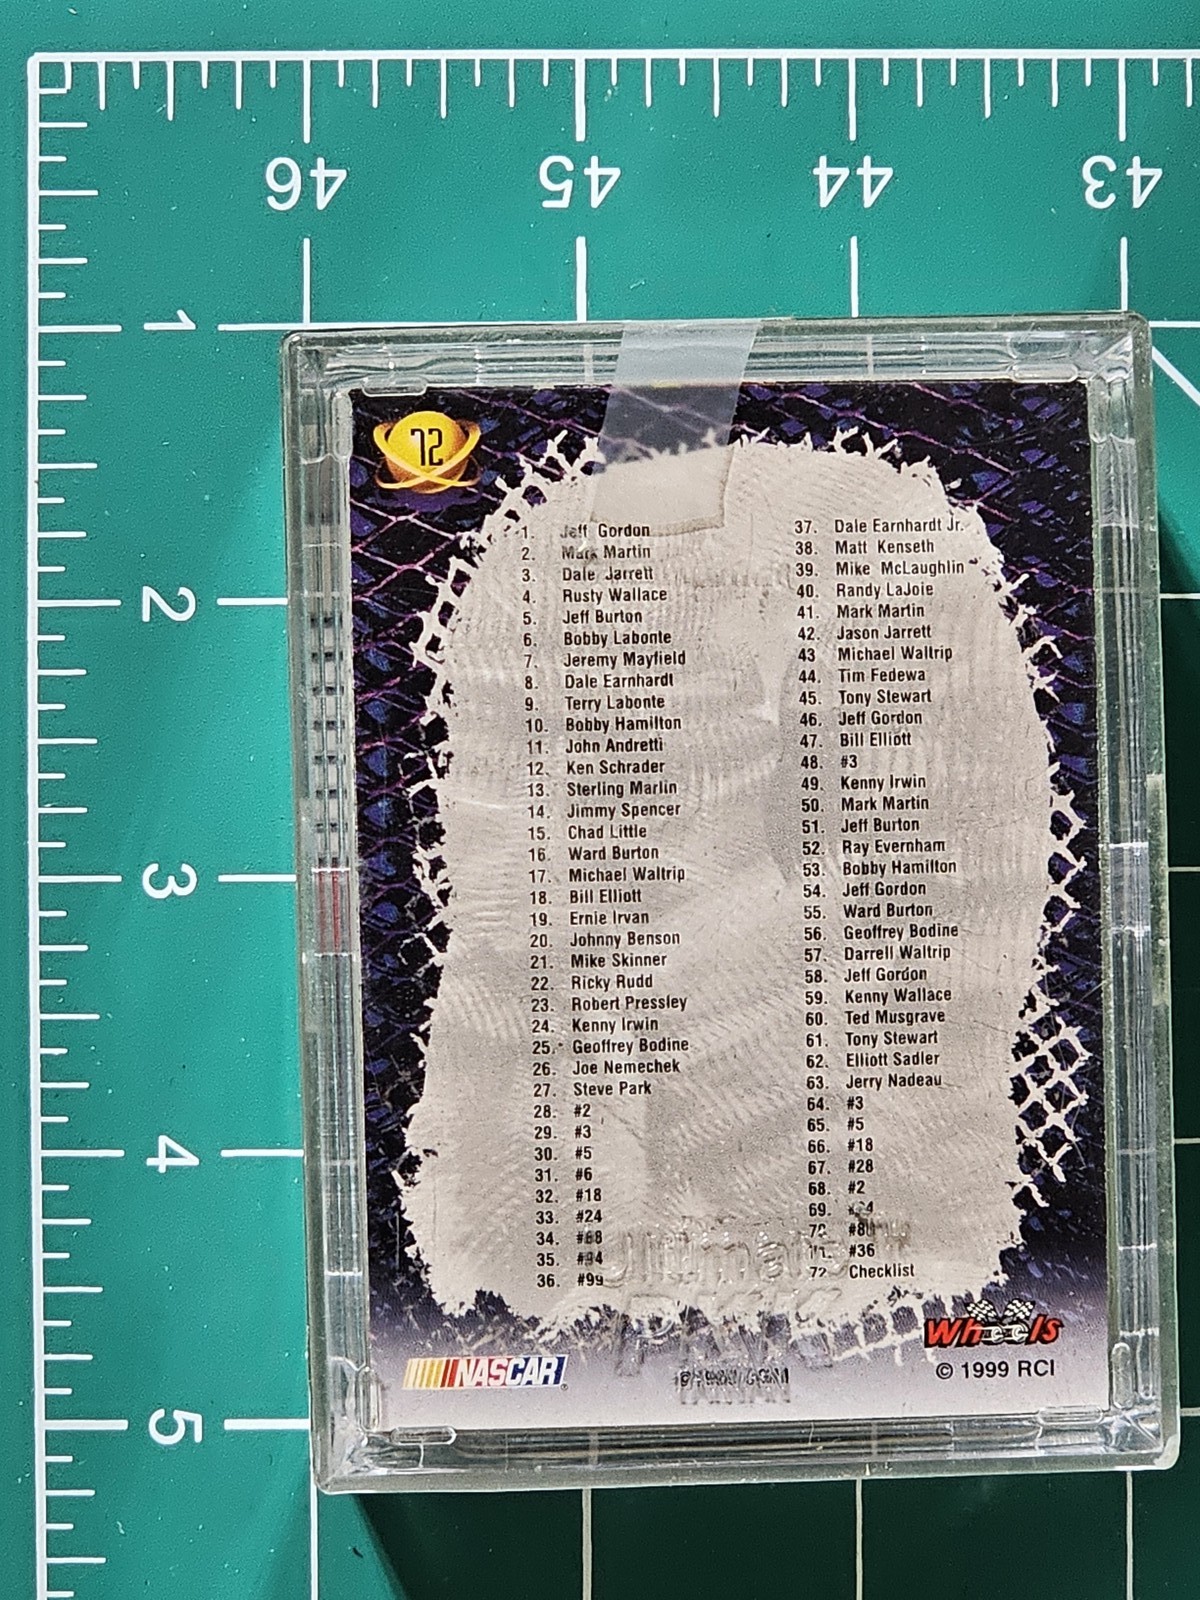 46 45 44 43
1
2
3
4
5
72
1. Jeff Gordon
2. Mark Martin
3. Dale Jarrett
4. Rusty Wallace
5. Jeff Burton
6. Bobby Labonte
7. Jeremy Mayfield
8. Dale Earnhardt
9. Terry Labonte
10. Bobby Hamilton
11. John Andretti
12. Ken Schrader
13. Sterling Marlin
14. Jimmy Spencer
15. Chad Little
16. Ward Burton
17. Michael Waltrip
18. Bill Elliott
19. Ernie Irvan
20. Johnny Benson
21. Mike Skinner
22. Ricky Rudd
23. Robert Pressley
24. Kenny Irwin
25. Geoffrey Bodine
26. Joe Nemechek
27. Steve Park
28. #2
29. #3
30. #5
31. #6
32. #18
33. #24
34. #88
35. #94
36. #99
37. Dale Earnhardt Jr.
38. Matt Kenseth
39. Mike McLaughlin
40. Randy LaJoie
41. Mark Martin
42. Jason Jarrett
43 Michael Waltrip
44. Tim Fedewa
45. Tony Stewart
46. Jeff Gordon
47. Bill Elliott
48. #3
49. Kenny Irwin
50. Mark Martin
51. Jeff Burton
52. Ray Evernham
53. Bobby Hamilton
54. Jeff Gordon
55. Ward Burton
56. Geoffrey Bodine
57. Darrell Waltrip
58. Jeff Gordon
59. Kenny Wallace
60. Ted Musgrave
61. Tony Stewart
62. Elliott Sadler
63. Jerry Nadeau
64. #3
65. #5
66. #18
67. #28
68. #2
69.
70. #8
71. #36
72 Checklist
Ultimate
Wheels
NASCAR
© 1999 RCI